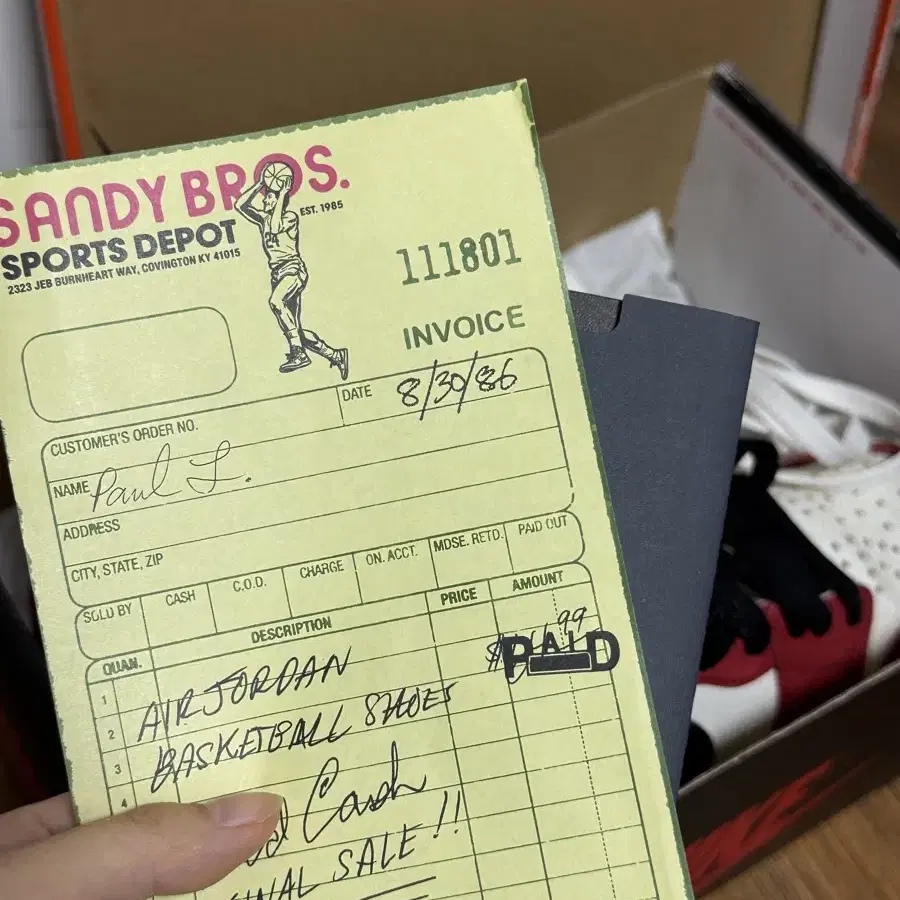 SANDY BROS.
SPORTS DEPOT
EST. 1985
2323 JEB BURNHEART WAY, COVINGTON KY 41015
24
111801
INVOICE
CUSTOMER'S ORDER NO.
DATE 8/30/86
NAME Paul L.
ADDRESS
CITY, STATE, ZIP
SOLD BY CASH C.O.D. CHARGE ON. ACCT. MDSE. RETD. PAID OUT
QUAN. DESCRIPTION PRICE AMOUNT
1 AIR JORDAN $ 99
PAID
2 BASKETBALL SHOES
3
4 Cash
SALE!!